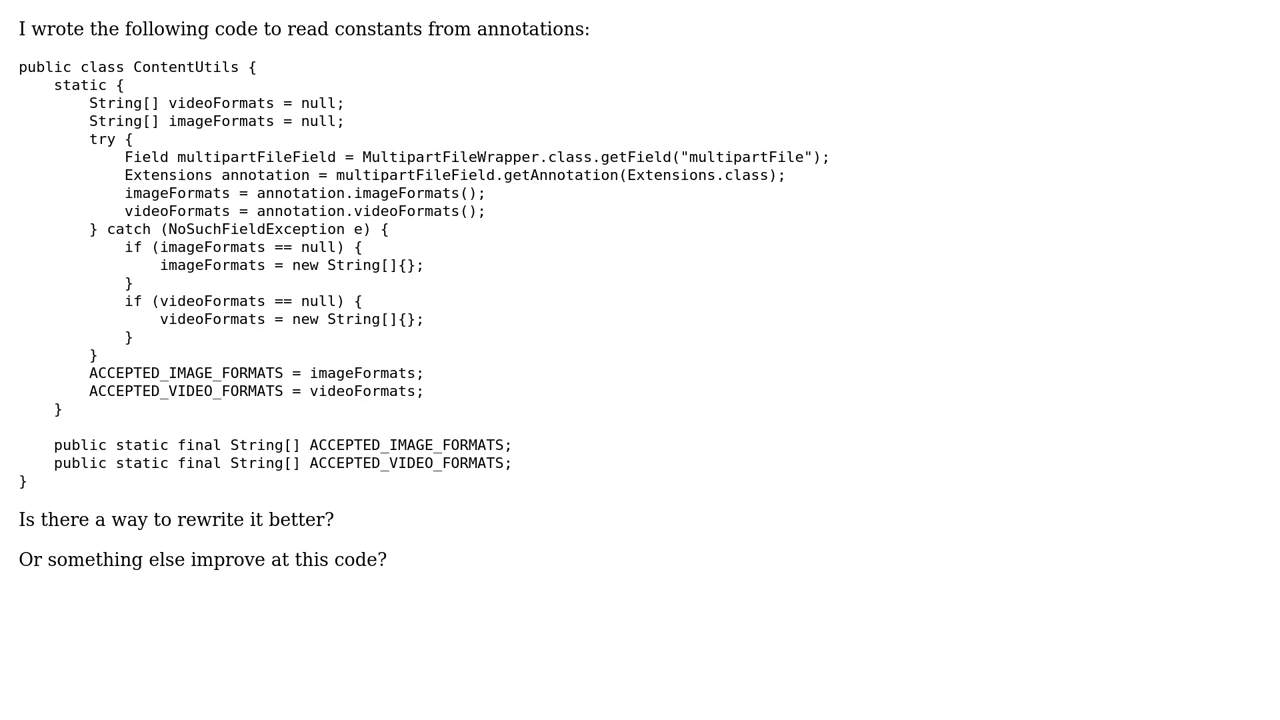 I wrote the following code to read constants from annotations:
public class ContentUtils {
    static {
        String[] videoFormats = null;
        String[] imageFormats = null;
        try {
            Field multipartFileField = MultipartFileWrapper.class.getField("multipartFile");
            Extensions annotation = multipartFileField.getAnnotation(Extensions.class);
            imageFormats = annotation.imageFormats();
            videoFormats = annotation.videoFormats();
        } catch (NoSuchFieldException e) {
            if (imageFormats == null) {
                imageFormats = new String[]{};
            }
            if (videoFormats == null) {
                videoFormats = new String[]{};
            }
        }
        ACCEPTED_IMAGE_FORMATS = imageFormats;
        ACCEPTED_VIDEO_FORMATS = videoFormats;
    }

    public static final String[] ACCEPTED_IMAGE_FORMATS;
    public static final String[] ACCEPTED_VIDEO_FORMATS;
}
Is there a way to rewrite it better?
Or something else improve at this code?